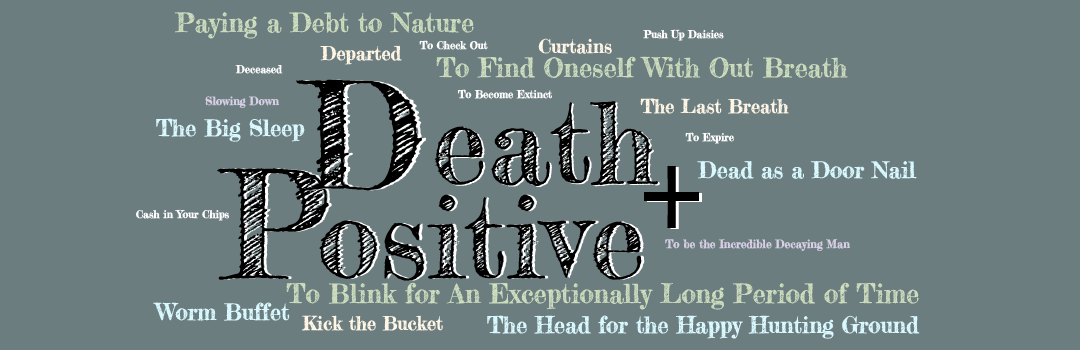 Paying a Debt to Nature
Push Up Daisies
To Check Out
Curtains
Departed
To Find Oneself With Out Breath
Deceased
To Become Extinct
Slowing Down
The Last Breath
The Big Sleep
Death
To Expire
Dead as a Door Nail
+
Cash in Your Chips
Positive
To be the Incredible Decaying Man
To Blink for An Exceptionally Long Period of Time
Worm Buffet
Kick the Bucket
The Head for the Happy Hunting Ground